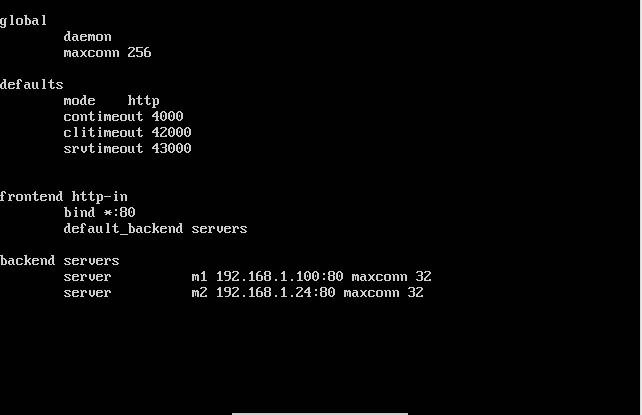 global
daemon
maxconn 256
defaults
mode http
contimeout 4000
clitimeout 42000
srvtimeout 43000
frontend http-in
bind *:80
default_backend servers
backend servers
server m1 192.168.1.100:80 maxconn 32
server m2 192.168.1.24:80 maxconn 32